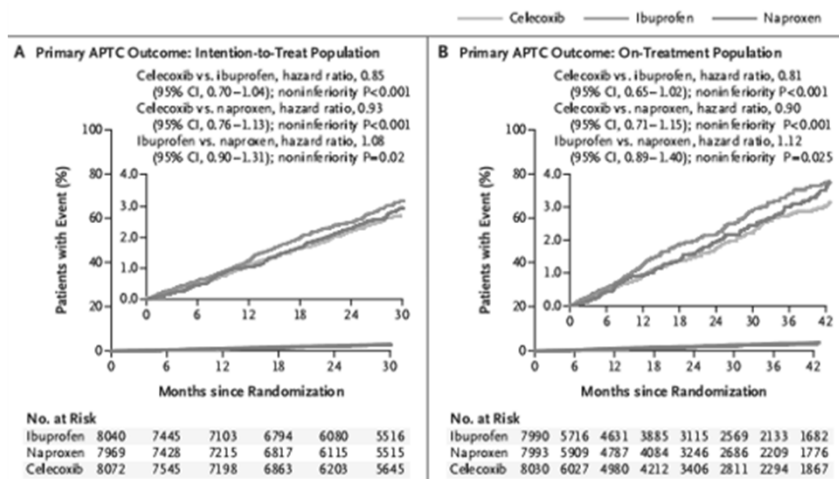 Celecoxib Ibuprofen Naproxen
A Primary APTC Outcome: Intention-to-Treat Population
Celecoxib vs. ibuprofen, hazard ratio, 0.85
(95% CI, 0.70–1.04); noninferiority P<0.001
Celecoxib vs. naproxen, hazard ratio, 0.93
(95% CI, 0.76–1.13); noninferiority P<0.001
Ibuprofen vs. naproxen, hazard ratio, 1.08
(95% CI, 0.90–1.31); noninferiority P=0.02
Patients with Event (%)
100
80
60
40
20
0
4.0
3.0
2.0
1.0
0.0
0 6 12 18 24 30
0 6 12 18 24 30
Months since Randomization
No. at Risk
Ibuprofen 8040 7445 7103 6794 6080 5516
Naproxen 7969 7428 7215 6817 6115 5515
Celecoxib 8072 7545 7198 6863 6203 5645
B Primary APTC Outcome: On-Treatment Population
Celecoxib vs. ibuprofen, hazard ratio, 0.81
(95% CI, 0.65–1.02); noninferiority P<0.001
Celecoxib vs. naproxen, hazard ratio, 0.90
(95% CI, 0.71–1.15); noninferiority P<0.001
Ibuprofen vs. naproxen, hazard ratio, 1.12
(95% CI, 0.89–1.40); noninferiority P=0.025
Patients with Event (%)
100
80
60
40
20
0
4.0
3.0
2.0
1.0
0.0
0 6 12 18 24 30 36 42
0 6 12 18 24 30 36 42
Months since Randomization
No. at Risk
Ibuprofen 7990 5716 4631 3885 3115 2569 2133 1682
Naproxen 7993 5909 4787 4084 3246 2686 2209 1776
Celecoxib 8030 6027 4980 4212 3406 2811 2294 1867